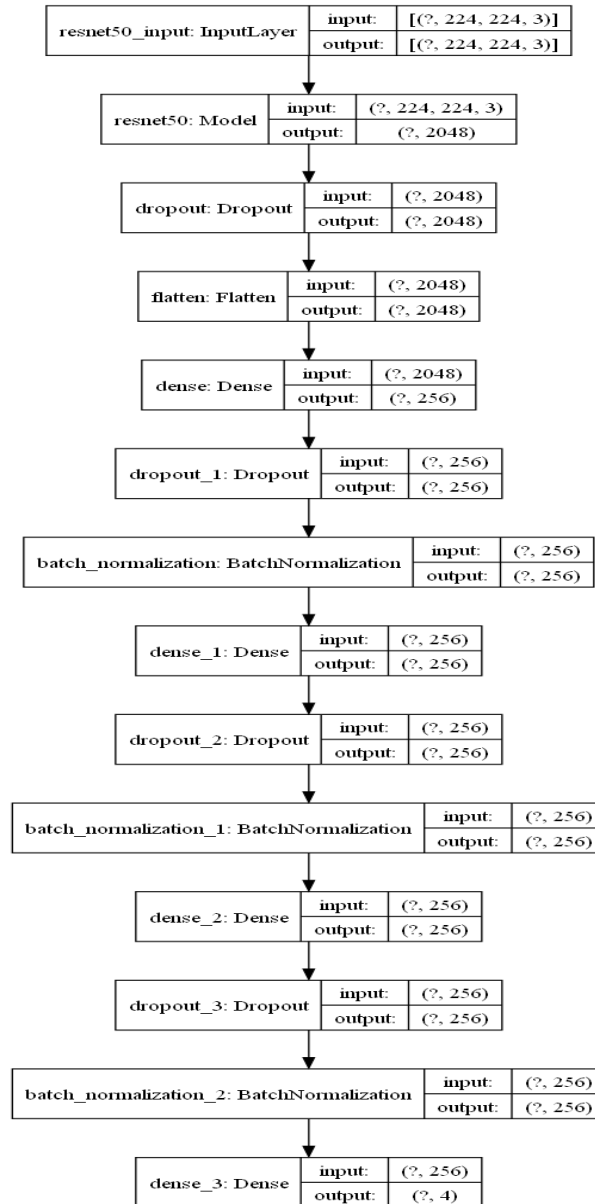 resnet50_input: InputLayer
input: [(?, 224, 224, 3)]
output: [(?, 224, 224, 3)]
resnet50: Model
input: (?, 224, 224, 3)
output: (?, 2048)
dropout: Dropout
input: (?, 2048)
output: (?, 2048)
flatten: Flatten
input: (?, 2048)
output: (?, 2048)
dense: Dense
input: (?, 2048)
output: (?, 256)
dropout_1: Dropout
input: (?, 256)
output: (?, 256)
batch_normalization: BatchNormalization
input: (?, 256)
output: (?, 256)
dense_1: Dense
input: (?, 256)
output: (?, 256)
dropout_2: Dropout
input: (?, 256)
output: (?, 256)
batch_normalization_1: BatchNormalization
input: (?, 256)
output: (?, 256)
dense_2: Dense
input: (?, 256)
output: (?, 256)
dropout_3: Dropout
input: (?, 256)
output: (?, 256)
batch_normalization_2: BatchNormalization
input: (?, 256)
output: (?, 256)
dense_3: Dense
input: (?, 256)
output: (?, 4)